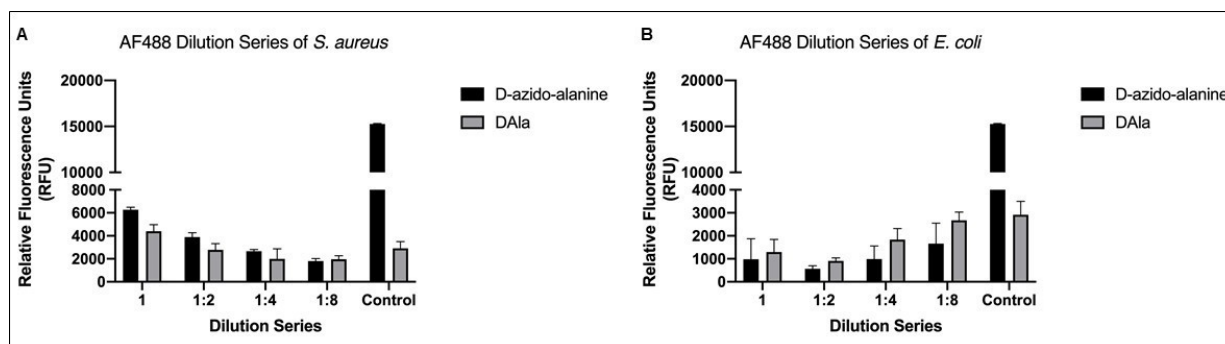 A
AF488 Dilution Series of S. aureus
Relative Fluorescence Units
(RFU)
20000
15000
10000
8000
6000
4000
2000
0
1 1:2 1:4 1:8 Control
Dilution Series
D-azido-alanine
DAla
B
AF488 Dilution Series of E. coli
Relative Fluorescence Units
(RFU)
20000
15000
10000
4000
3000
2000
1000
0
1 1:2 1:4 1:8 Control
Dilution Series
D-azido-alanine
DAla